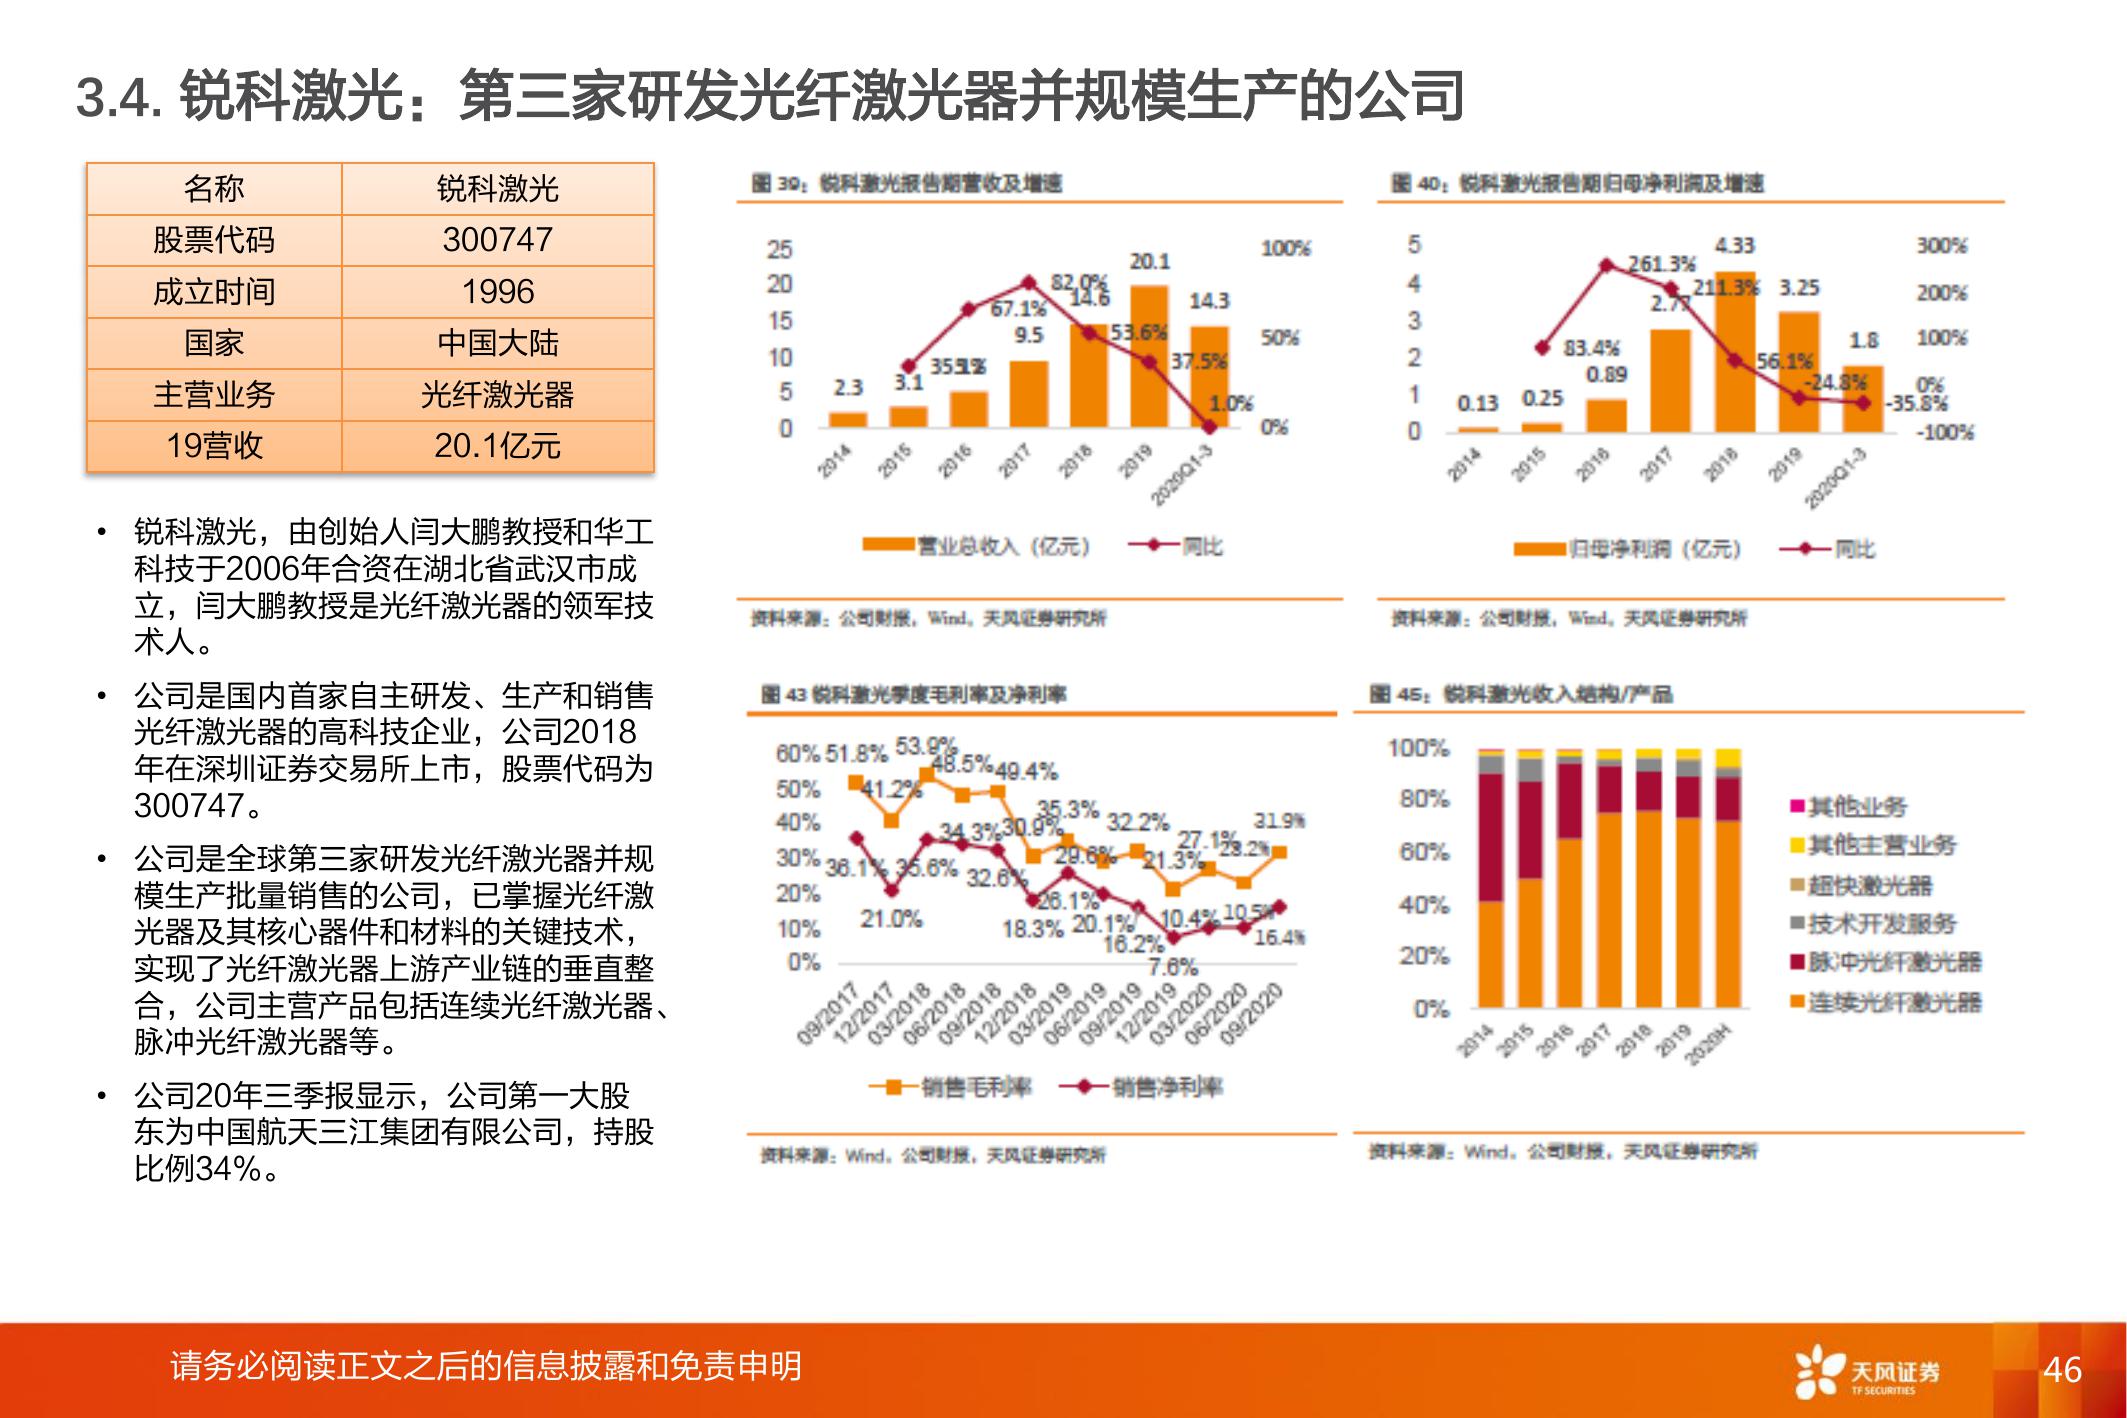 3.4. 锐科激光：第三家研发光纤激光器并规模生产的公司
名称 锐科激光
股票代码 300747
成立时间 1996
国家 中国大陆
主营业务 光纤激光器
19营收 20.1亿元
• 锐科激光，由创始人闫大鹏教授和华工
科技于2006年合资在湖北省武汉市成
立，闫大鹏教授是光纤激光器的领军技
术人。
• 公司是国内首家自主研发、生产和销售
光纤激光器的高科技企业，公司2018
年在深圳证券交易所上市，股票代码为
300747。
• 公司是全球第三家研发光纤激光器并规
模生产批量销售的公司，已掌握光纤激
光器及其核心器件和材料的关键技术，
实现了光纤激光器上游产业链的垂直整
合，公司主营产品包括连续光纤激光器、
脉冲光纤激光器等。
• 公司20年三季报显示，公司第一大股
东为中国航天三江集团有限公司，持股
比例34%。
图 39：锐科激光报告期营收及增速
25
20
15
10
5
0
100%
50%
0%
2.3 3.1 9.5 14.6 20.1 14.3
67.1% 82.0% 53.6% 37.5% 1.0%
2014 2015 2016 2017 2018 2019 2020Q1-3
营业总收入（亿元） 同比
资料来源：公司财报，Wind，天风证券研究所
图 40：锐科激光报告期归母净利润及增速
5
4
3
2
1
0
300%
200%
100%
0%
-100%
0.13 0.25 0.89 2.77 4.33 3.25 1.8
83.4% 261.3% 211.3% 56.1% -24.8% -35.8%
2014 2015 2016 2017 2018 2019 2020Q1-3
归母净利润（亿元） 同比
资料来源：公司财报，Wind，天风证券研究所
图 43 锐科激光季度毛利率及净利率
60%
50%
40%
30%
20%
10%
0%
51.8% 41.2% 53.9% 48.5% 49.4% 30.9% 35.3% 29.6% 32.2% 21.3% 27.1% 23.2% 31.9%
36.1% 21.0% 35.6% 34.3% 32.6% 18.3% 26.1% 20.1% 16.2% 7.6% 10.4% 10.5% 16.4%
09/2017 12/2017 03/2018 06/2018 09/2018 12/2018 03/2019 06/2019 09/2019 12/2019 03/2020 06/2020 09/2020
销售毛利率 销售净利率
资料来源：Wind，公司财报，天风证券研究所
图 45：锐科激光收入结构/产品
100%
80%
60%
40%
20%
0%
2014 2015 2016 2017 2018 2019 2020H
其他业务
其他主营业务
超快激光器
技术开发服务
脉冲光纤激光器
连续光纤激光器
资料来源：Wind，公司财报，天风证券研究所
请务必阅读正文之后的信息披露和免责申明
天风证券
TF SECURITIES
46